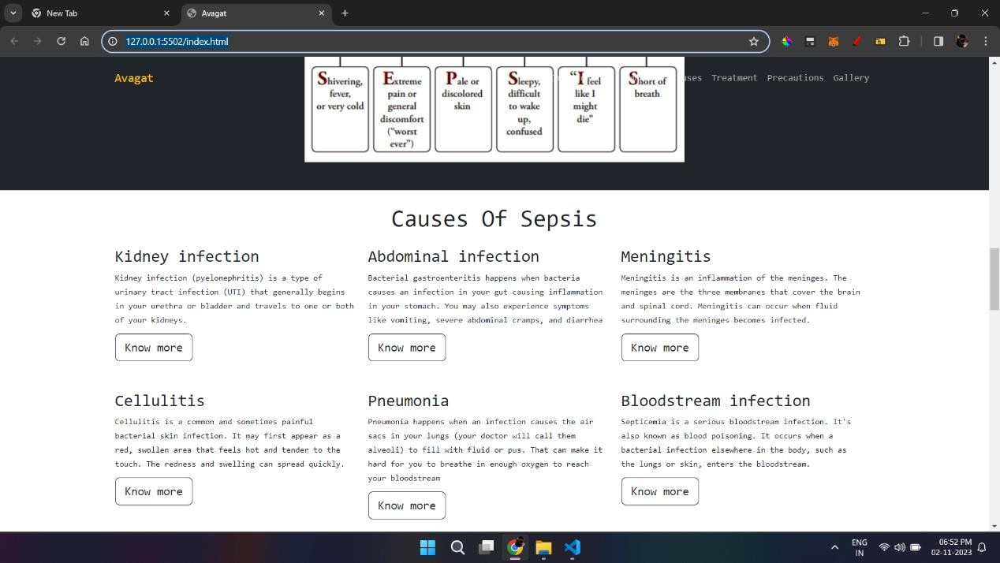 New Tab
Avagat
127.0.0.1:5502/index.html
Avagat
Treatment Precautions Gallery
Shivering,
fever,
or very cold
Extreme
pain or
general
discomfort
("worst
ever")
Pale or
discolored
skin
Sleepy,
difficult
to wake
up,
confused
"I feel
like I
might
die"
Short of
breath
Causes Of Sepsis
Kidney infection
Kidney infection (pyelonephritis) is a type of
urinary tract infection (UTI) that generally begins
in your urethra or bladder and travels to one or both
of your kidneys.
Know more
Abdominal infection
Bacterial gastroenteritis happens when bacteria
causes an infection in your gut causing inflammation
in your stomach. You may also experience symptoms
like vomiting, severe abdominal cramps, and diarrhea
Know more
Meningitis
Meningitis is an inflammation of the meninges. The
meninges are the three membranes that cover the brain
and spinal cord. Meningitis can occur when fluid
surrounding the meninges becomes infected.
Know more
Cellulitis
Cellulitis is a common and sometimes painful
bacterial skin infection. It may first appear as a
red, swollen area that feels hot and tender to the
touch. The redness and swelling can spread quickly.
Know more
Pneumonia
Pneumonia happens when an infection causes the air
sacs in your lungs (your doctor will call them
alveoli) to fill with fluid or pus. That can make it
hard for you to breathe in enough oxygen to reach
your bloodstream
Know more
Bloodstream infection
Septicemia is a serious bloodstream infection. It's
also known as blood poisoning. It occurs when a
bacterial infection elsewhere in the body, such as
the lungs or skin, enters the bloodstream.
Know more
ENG
IN
06:52 PM
02-11-2023